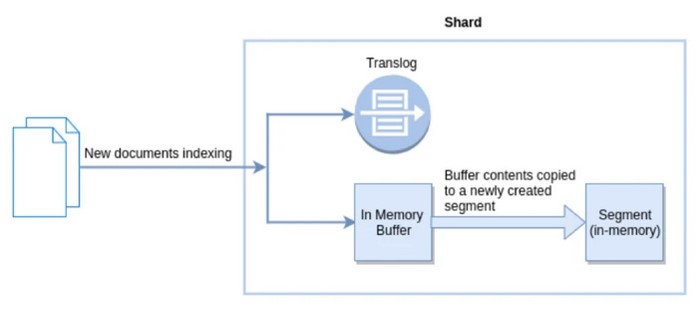 Shard
Translog
New documents indexing
Buffer contents copied
to a newly created
segment
In Memory
Buffer
Segment
(in-memory)